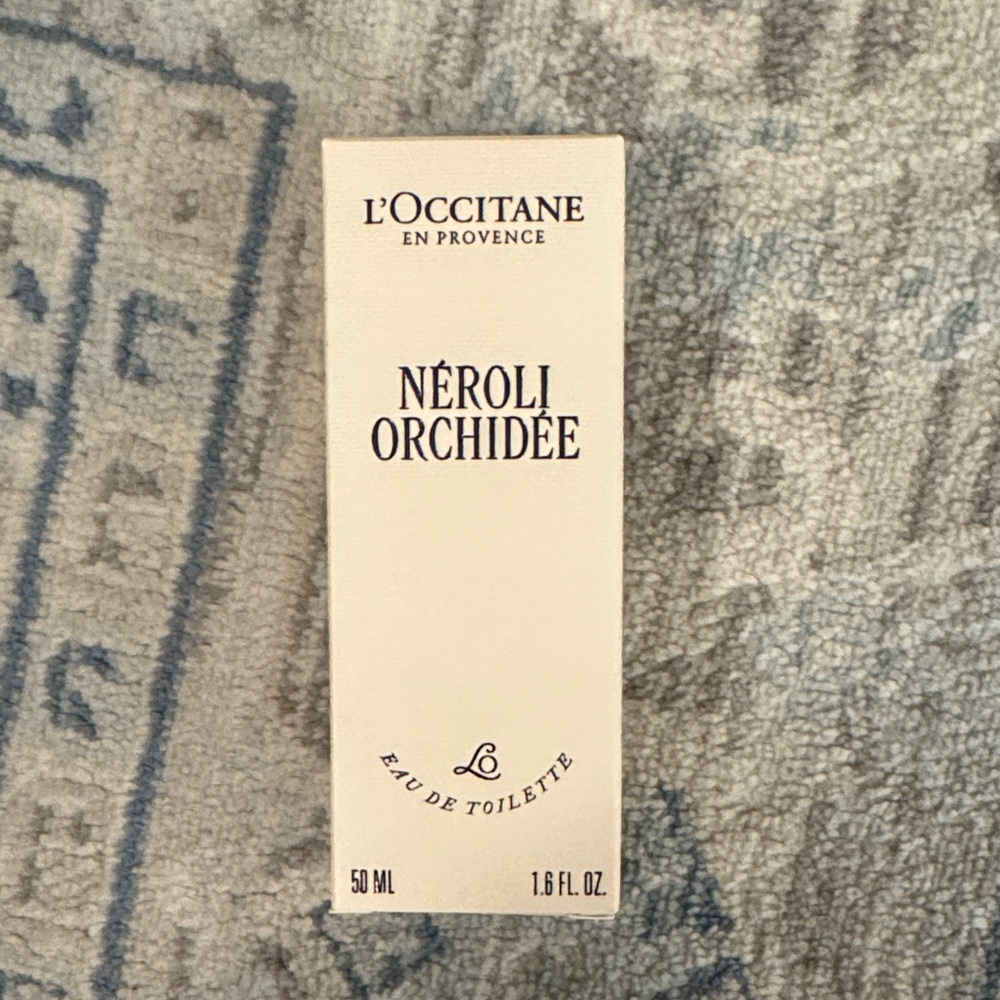 L'OCCITANE
EN PROVENCE
NÉROLI
ORCHIDÉE
LO
EAU DE TOILETTE
50 ML 1.6 FL. OZ.